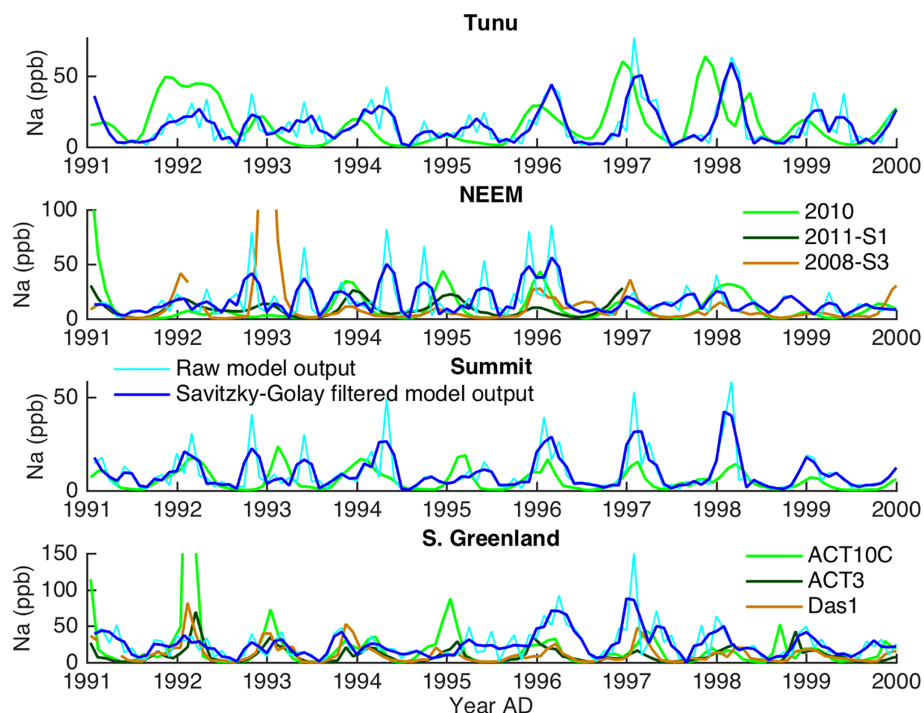 Tunu
Na (ppb)
50
0
1991 1992 1993 1994 1995 1996 1997 1998 1999 2000
NEEM
Na (ppb)
100
50
0
2010
2011-S1
2008-S3
1991 1992 1993 1994 1995 1996 1997 1998 1999 2000
Raw model output
Summit
Savitzky-Golay filtered model output
Na (ppb)
50
0
1991 1992 1993 1994 1995 1996 1997 1998 1999 2000
S. Greenland
Na (ppb)
150
100
50
0
ACT10C
ACT3
Das1
1991 1992 1993 1994 1995 1996 1997 1998 1999 2000
Year AD